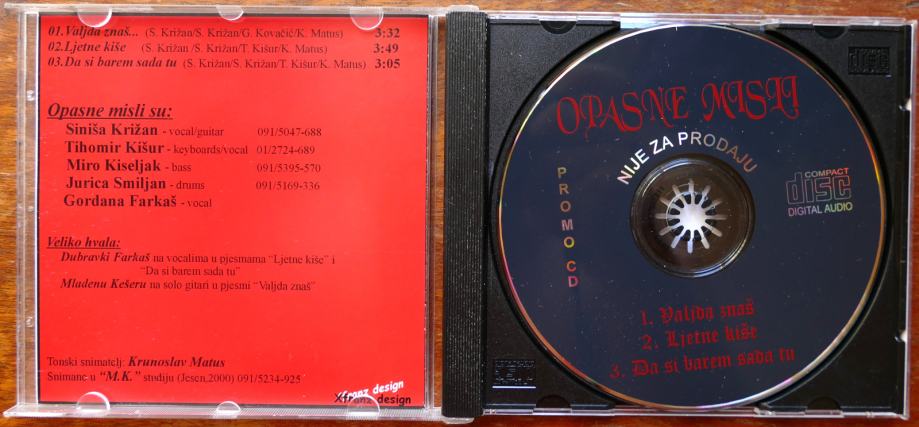 01.Valjda znaš... (S. Križan/S. Križan/G. Kovačić/K. Matus) 3:32
02.Ljetne kiše (S. Križan /S. Križan/T. Kišur/K. Matus) 3:49
03.Da si barem sada tu (S. Križan/S. Križan/T. Kišur/K. Matus) 3:05
Opasne misli su:
Siniša Križan - vocal/guitar 091/5047-688
Tihomir Kišur - keyboards/vocal 01/2724-689
Miro Kiseljak - bass 091/5395-570
Jurica Smiljan - drums 091/5169-336
Gordana Farkaš - vocal
Veliko hvala:
Dubravki Farkaš na vocalima u pjesmama "Ljetne kiše" i
"Da si barem sada tu"
Mladenu Kešeru na solo gitari u pjesmi "Valjda znaš"
Tonski snimatelj: Krunoslav Matus
Snimane u "M.K." studiju (Jesen,2000) 091/5234-925
Xfranz design
OPASNE MISLI
NIJE ZA PRODAJU
PROMO CD
COMPACT
disc
DIGITAL AUDIO
1. Valjda znaš
2. Ljetne kiše
3. Da si barem sada tu